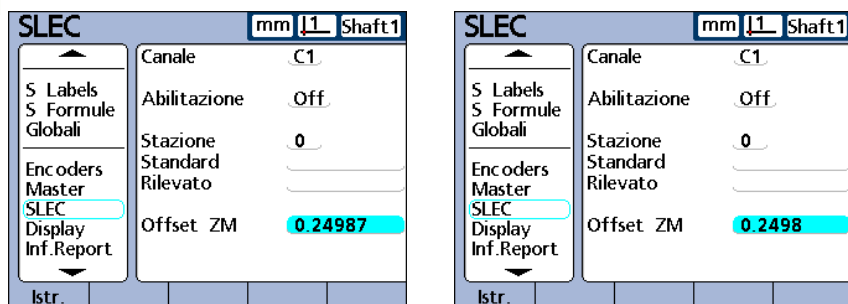 SLEC mm 1 Shaft1
S Labels
S Formule
Globali
Encoders
Master
SLEC
Display
Inf.Report
Canale C1
Abilitazione Off
Stazione 0
Standard
Rilevato
Offset ZM 0.24987
Istr.
SLEC mm 1 Shaft1
S Labels
S Formule
Globali
Encoders
Master
SLEC
Display
Inf.Report
Canale C1
Abilitazione Off
Stazione 0
Standard
Rilevato
Offset ZM 0.2498
Istr.